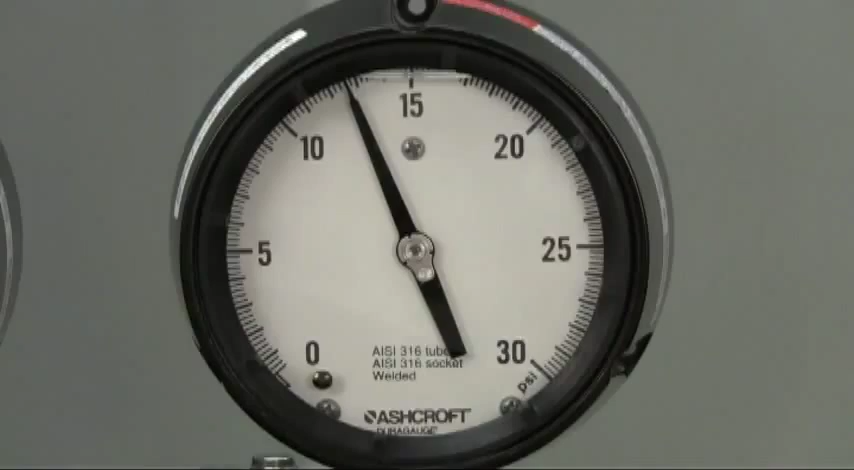 15
10
20
5
25
0
30
psi
AISI 316 tube
AISI 316 socket
Welded
ASHCROFT
DURAGAUGE